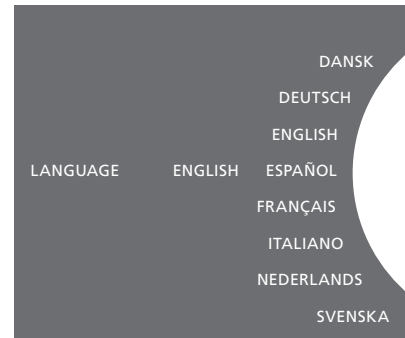 DANSK
DEUTSCH
ENGLISH
LANGUAGE ENGLISH ESPAÑOL
FRANÇAIS
ITALIANO
NEDERLANDS
SVENSKA